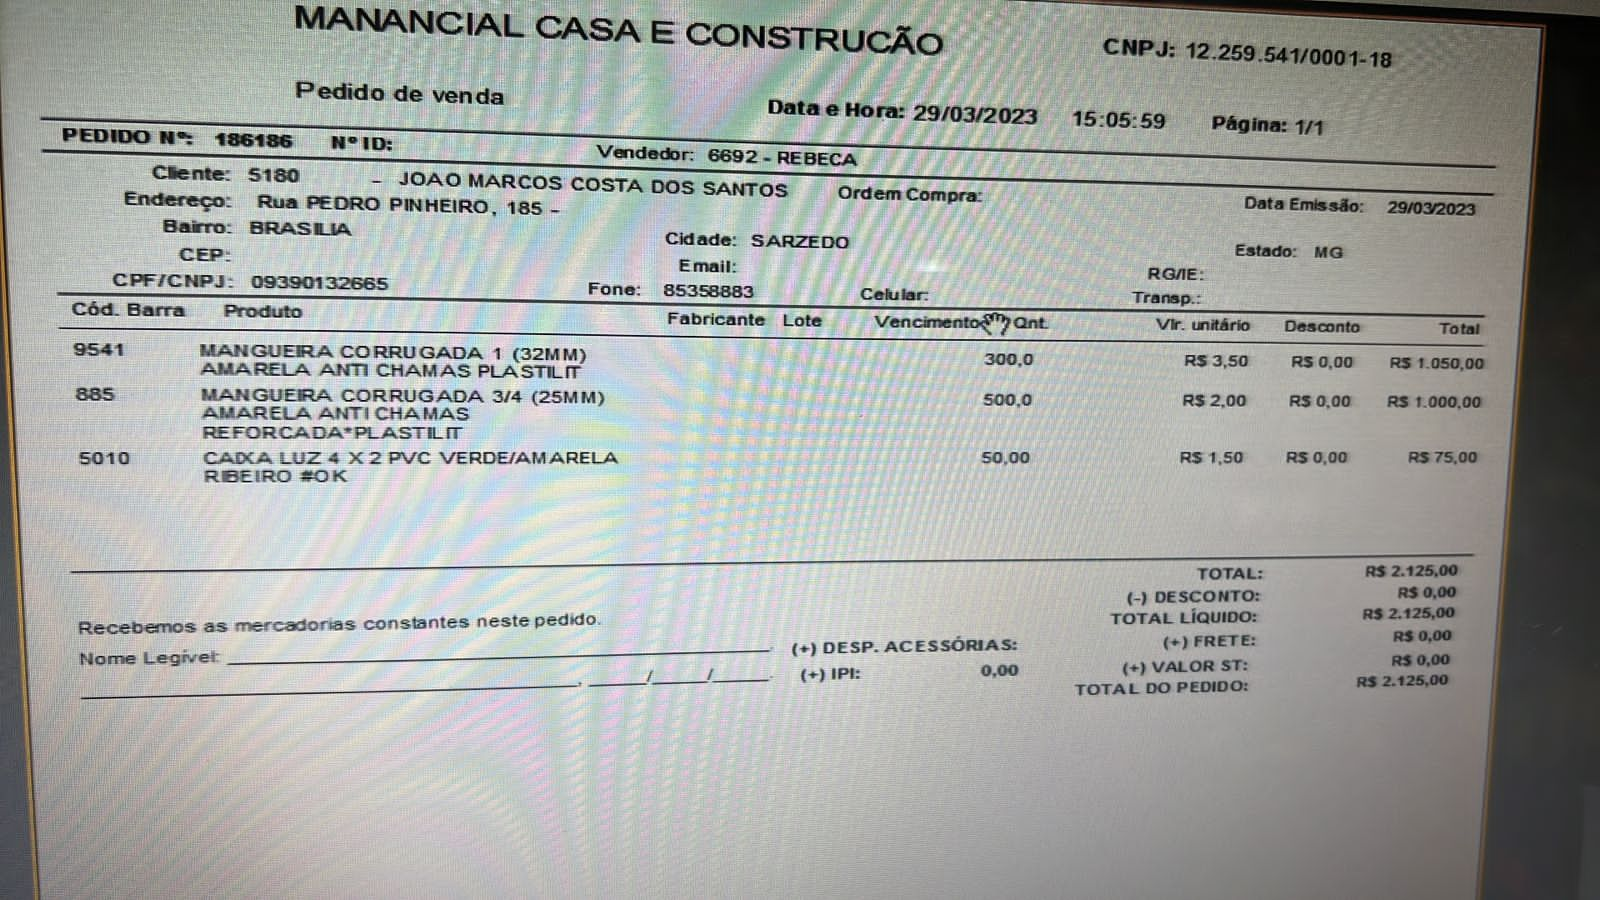 MANANCIAL CASA E CONSTRUCÃO
CNPJ: 12.259.541/0001-18
Pedido de venda
Data e Hora: 29/03/2023 15:05:59 Página: 1/1
PEDIDO Nº: 186186 Nº ID: Vendedor: 6692 - REBECA
Cliente: 5180 - JOAO MARCOS COSTA DOS SANTOS Ordem Compra: Data Emissão: 29/03/2023
Endereço: Rua PEDRO PINHEIRO, 185 -
Bairro: BRASILIA Cidade: SARZEDO Estado: MG
CEP: Email: RG/IE:
CPF/CNPJ: 09390132665 Fone: 85358883 Celular: Transp.:
Cód. Barra Produto Fabricante Lote Vencimento Qnt. Vlr. unitário Desconto Total
9541 MANGUEIRA CORRUGADA 1 (32MM) 300,0 R$ 3,50 R$ 0,00 R$ 1.050,00
AMARELA ANTI CHAMAS PLASTILIT
885 MANGUEIRA CORRUGADA 3/4 (25MM) 500,0 R$ 2,00 R$ 0,00 R$ 1.000,00
AMARELA ANTI CHAMAS
REFORCADA*PLASTILIT
5010 CAIXA LUZ 4 X 2 PVC VERDE/AMARELA 50,00 R$ 1,50 R$ 0,00 R$ 75,00
RIBEIRO #OK
TOTAL: R$ 2.125,00
(-) DESCONTO: R$ 0,00
TOTAL LÍQUIDO: R$ 2.125,00
Recebemos as mercadorias constantes neste pedido.
(+) FRETE: R$ 0,00
Nome Legível: (+) DESP. ACESSÓRIAS:
(+) VALOR ST: R$ 0,00
, / / (+) IPI: 0,00
TOTAL DO PEDIDO: R$ 2.125,00